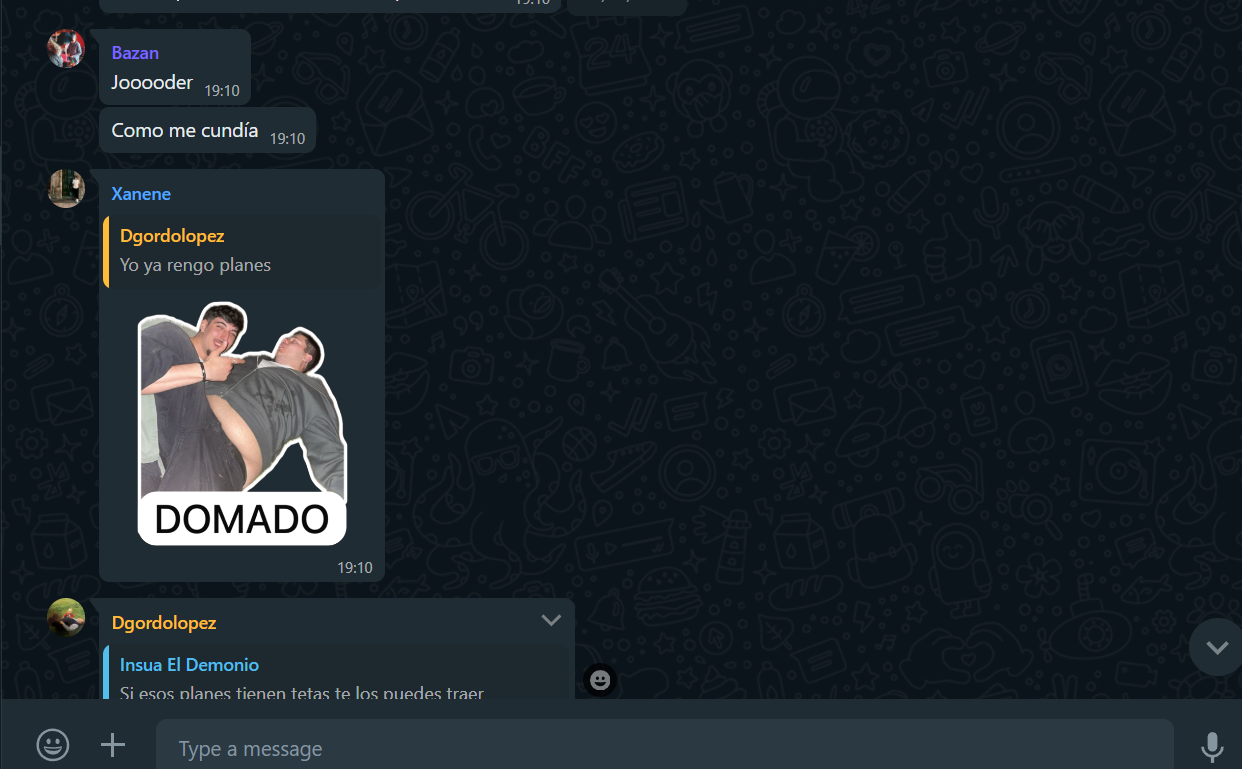 19:10
Bazan
Jooooder 19:10
Como me cundía 19:10
Xanene
Dgordolopez
Yo ya rengo planes
DOMADO
19:10
Dgordolopez
Insua El Demonio
Si esos planes tienen tetas te los puedes traer
Type a message